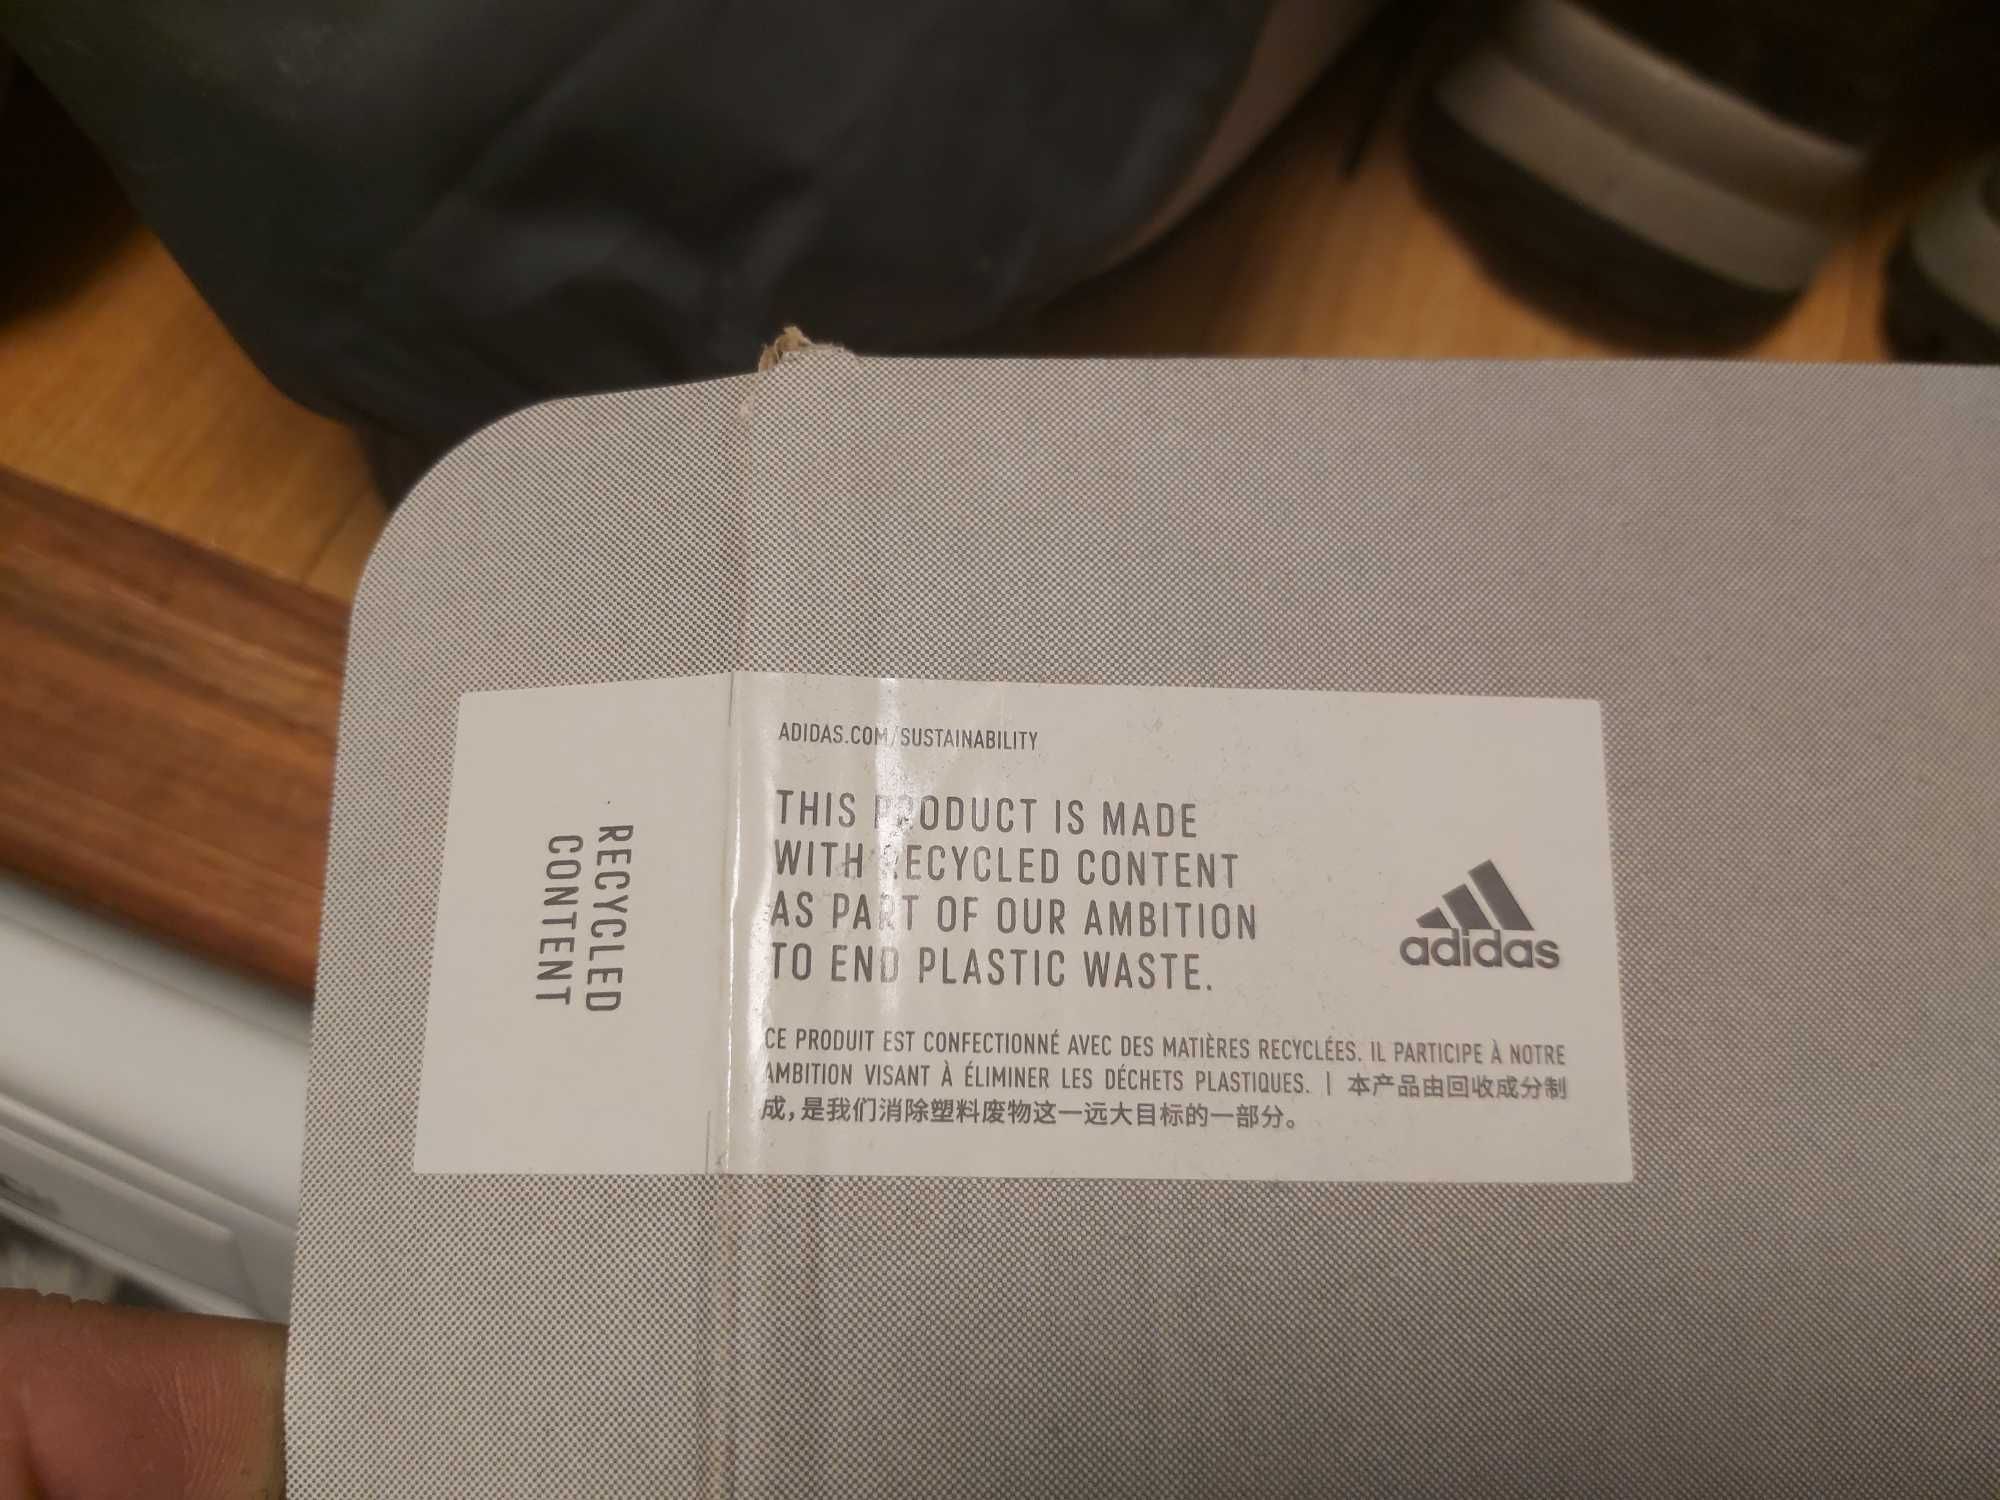 RECYCLED
CONTENT
ADIDAS.COM/SUSTAINABILITY
THIS PRODUCT IS MADE
WITH RECYCLED CONTENT
AS PART OF OUR AMBITION
TO END PLASTIC WASTE.
adidas
CE PRODUIT EST CONFECTIONNÉ AVEC DES MATIÈRES RECYCLÉES. IL PARTICIPE À NOTRE
AMBITION VISANT À ÉLIMINER LES DÉCHETS PLASTIQUES. | 本产品由回收成分制
成，是我们消除塑料废物这一远大目标的一部分。